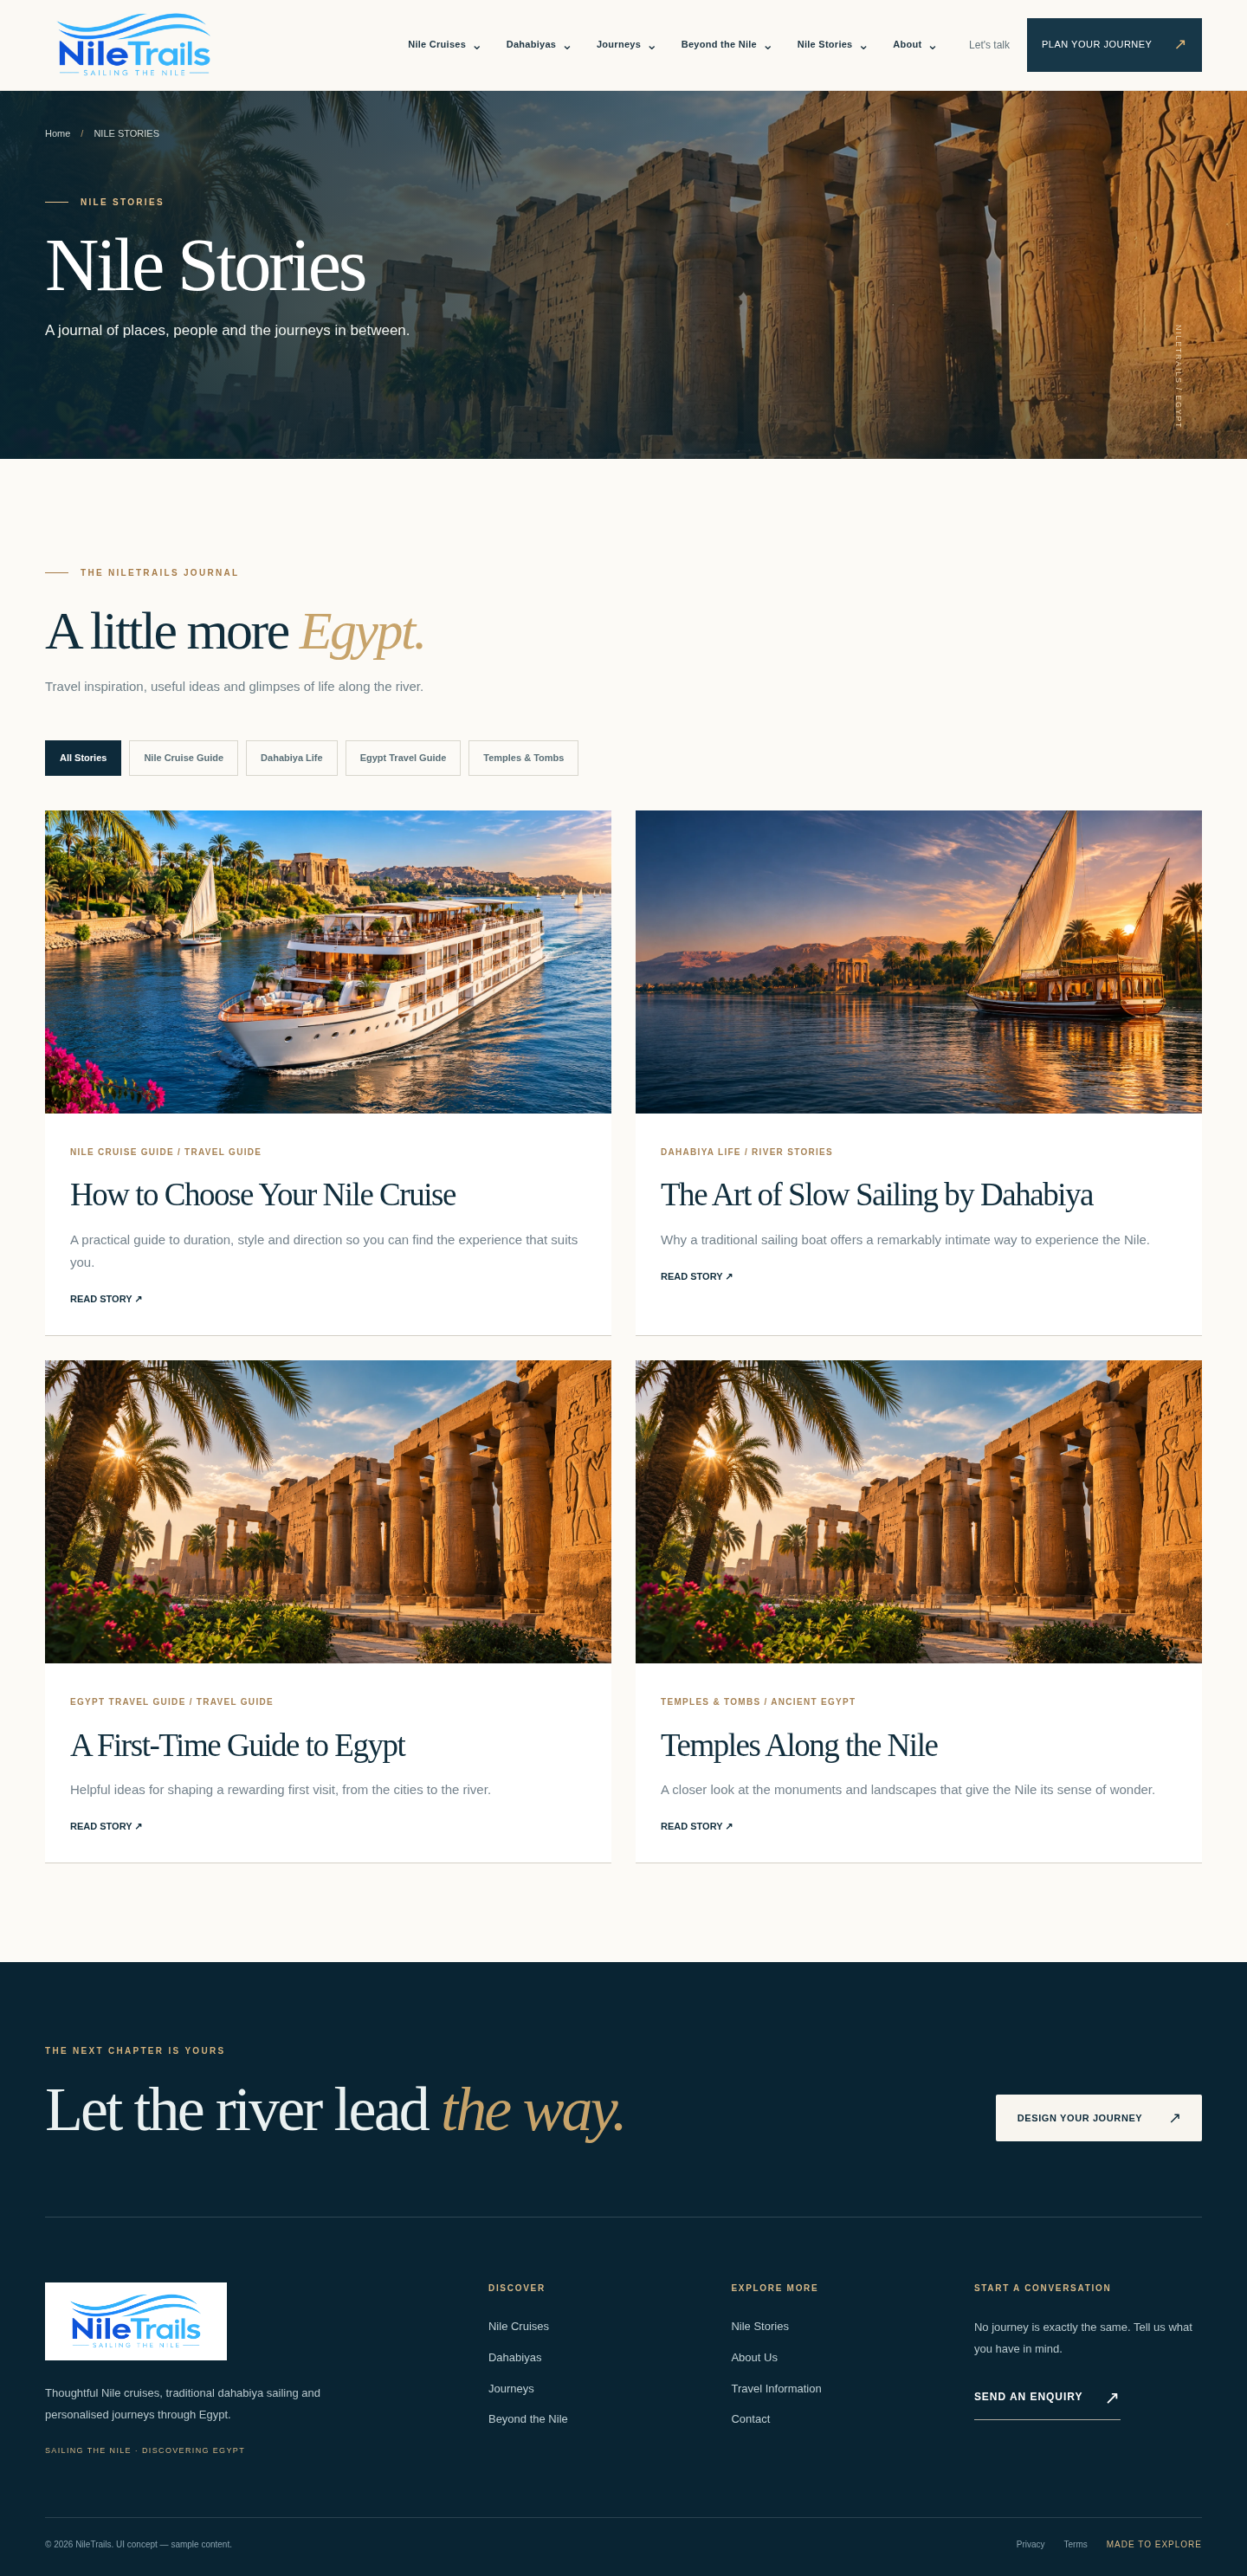 NileTrails
SAILING THE NILE
Nile Cruises
Dahabiyas
Journeys
Beyond the Nile
Nile Stories
About
Let's talk
PLAN YOUR JOURNEY ↗
Home / NILE STORIES
NILE STORIES
Nile Stories
A journal of places, people and the journeys in between.
NILETRAILS / EGYPT
THE NILETRAILS JOURNAL
A little more Egypt.
Travel inspiration, useful ideas and glimpses of life along the river.
All Stories
Nile Cruise Guide
Dahabiya Life
Egypt Travel Guide
Temples & Tombs
NILE CRUISE GUIDE / TRAVEL GUIDE
How to Choose Your Nile Cruise
A practical guide to duration, style and direction so you can find the experience that suits
you.
READ STORY ↗
DAHABIYA LIFE / RIVER STORIES
The Art of Slow Sailing by Dahabiya
Why a traditional sailing boat offers a remarkably intimate way to experience the Nile.
READ STORY ↗
EGYPT TRAVEL GUIDE / TRAVEL GUIDE
A First-Time Guide to Egypt
Helpful ideas for shaping a rewarding first visit, from the cities to the river.
READ STORY ↗
TEMPLES & TOMBS / ANCIENT EGYPT
Temples Along the Nile
A closer look at the monuments and landscapes that give the Nile its sense of wonder.
READ STORY ↗
THE NEXT CHAPTER IS YOURS
Let the river lead the way.
DESIGN YOUR JOURNEY ↗
NileTrails
SAILING THE NILE
Thoughtful Nile cruises, traditional dahabiya sailing and
personalised journeys through Egypt.
SAILING THE NILE · DISCOVERING EGYPT
DISCOVER
Nile Cruises
Dahabiyas
Journeys
Beyond the Nile
EXPLORE MORE
Nile Stories
About Us
Travel Information
Contact
START A CONVERSATION
No journey is exactly the same. Tell us what
you have in mind.
SEND AN ENQUIRY ↗
© 2026 NileTrails. UI concept — sample content.
Privacy
Terms
MADE TO EXPLORE